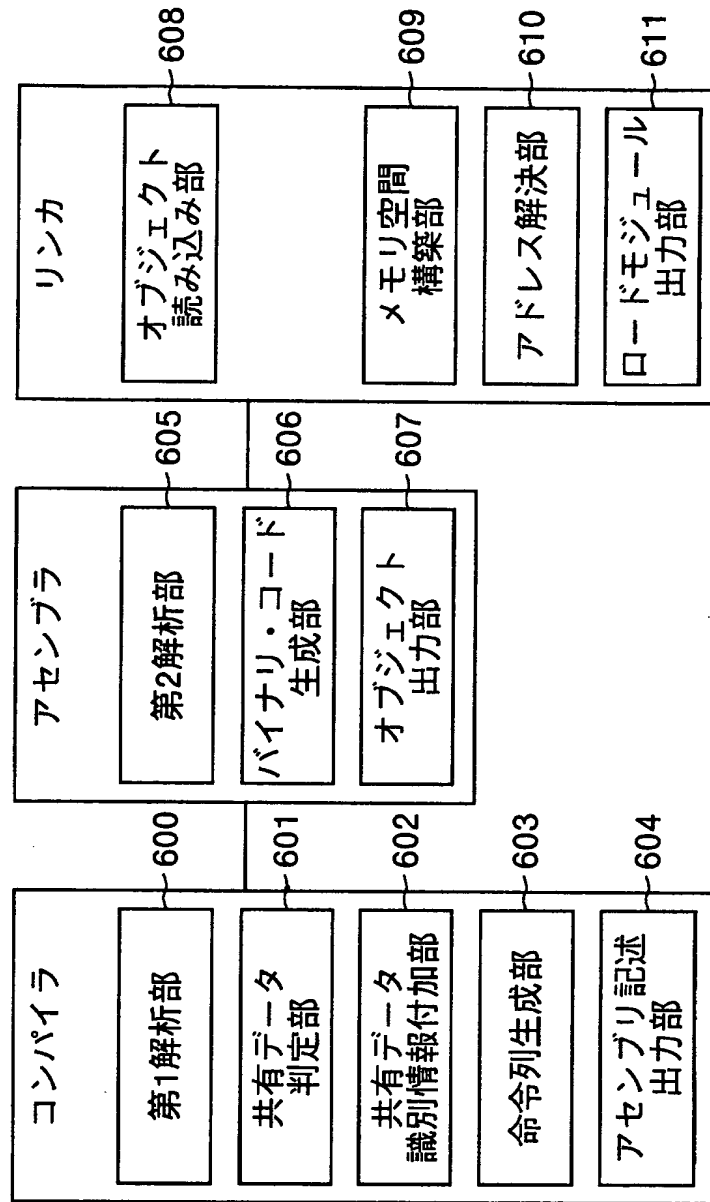 コンパイラ
第1解析部
600
共有データ
判定部
601
共有データ
識別情報付加部
602
命令列生成部
603
アセンブリ記述
出力部
604
アセンブラ
第2解析部
605
バイナリ・コード
生成部
606
オブジェクト
出力部
607
リンカ
オブジェクト
読み込み部
608
メモリ空間
構築部
609
アドレス解決部
610
ロードモジュール
出力部
611